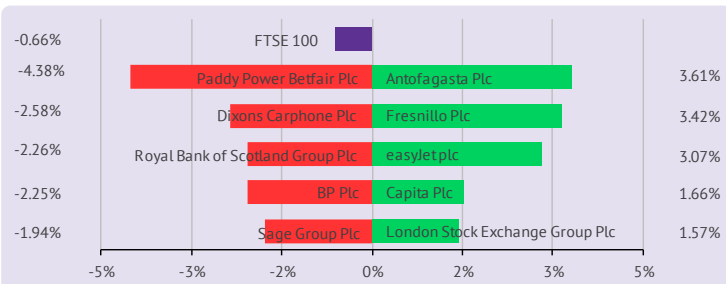 -0.66% FTSE 100
-4.58% Paddy Power Betfair Plc Antofagasta Plc 3.61%
-2.58% Dixons Carphone Plc Fresnillo Plc 3.42%
-2.26% Royal Bank of Scotland Group Plc easyJet plc 3.07%
-2.25% BP Plc Capita Plc 1.66%
-1.94% Sage Group Plc London Stock Exchange Group Plc 1.57%
-5% -3% -2% 0% 2% 3% 5%